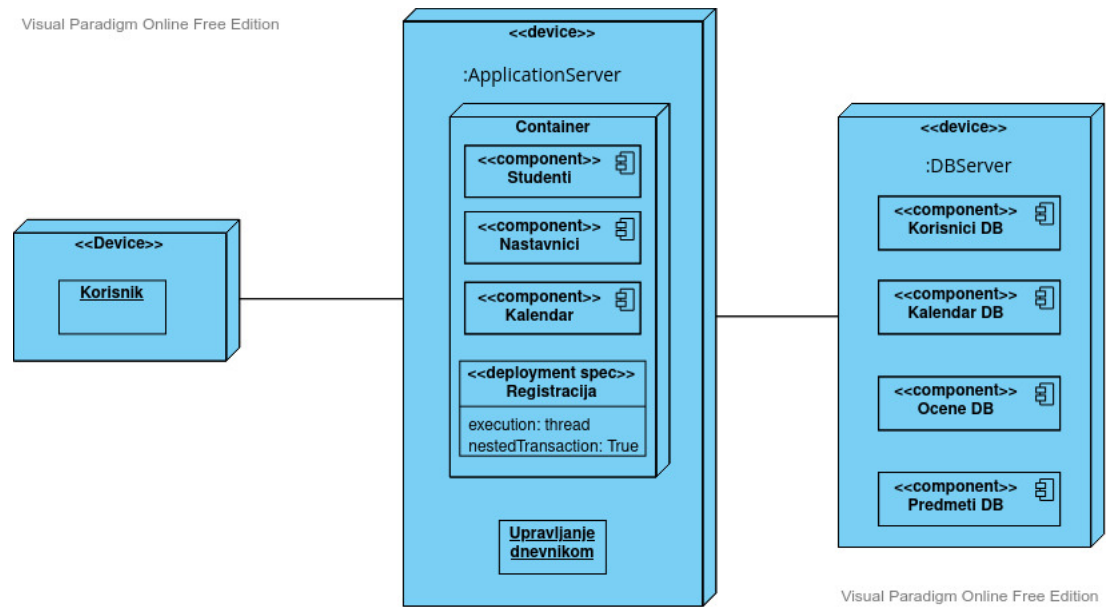 Visual Paradigm Online Free Edition
<<Device>>
Korisnik
<<device>>
:ApplicationServer
Container
<<component>>
Studenti
<<component>>
Nastavnici
<<component>>
Kalendar
<<deployment spec>>
Registracija
execution: thread
nestedTransaction: True
Upravljanje
dnevnikom
<<device>>
:DBServer
<<component>>
Korisnici DB
<<component>>
Kalendar DB
<<component>>
Ocene DB
<<component>>
Predmeti DB
Visual Paradigm Online Free Edition